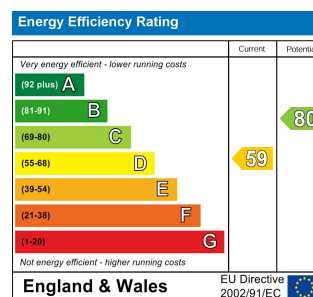 Energy Efficiency Rating
Current
Very energy efficient - lower running costs
(92 plus) A
(81-91) B
80
(69-80) C
(55-68) D
59
(39-54) E
(21-38) F
(1-20) G
Not energy efficient - higher running costs
England & Wales
EU Directive
2002/91/EC